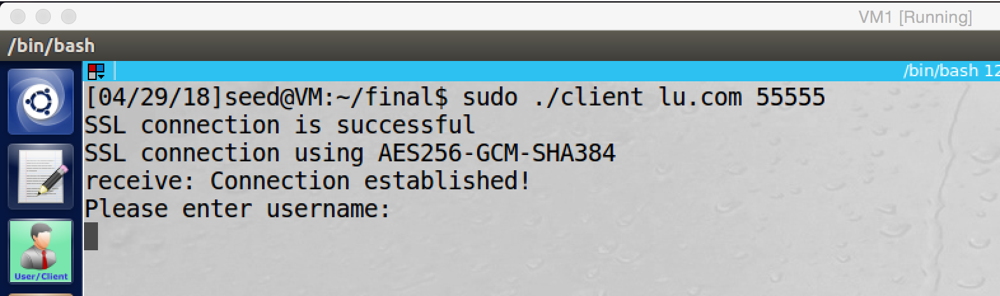 VM1 [Running]
/bin/bash
/bin/bash 12
[04/29/18]seed@VM:~/final$ sudo ./client lu.com 55555
SSL connection is successful
SSL connection using AES256-GCM-SHA384
receive: Connection established!
Please enter username:
User/Client